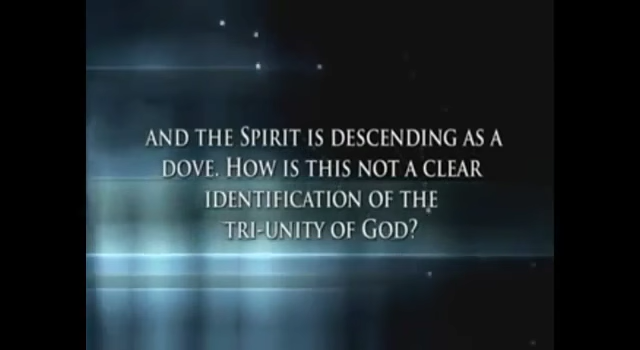 AND THE SPIRIT IS DESCENDING AS A
DOVE. HOW IS THIS NOT A CLEAR
IDENTIFICATION OF THE
TRI-UNITY OF GOD?